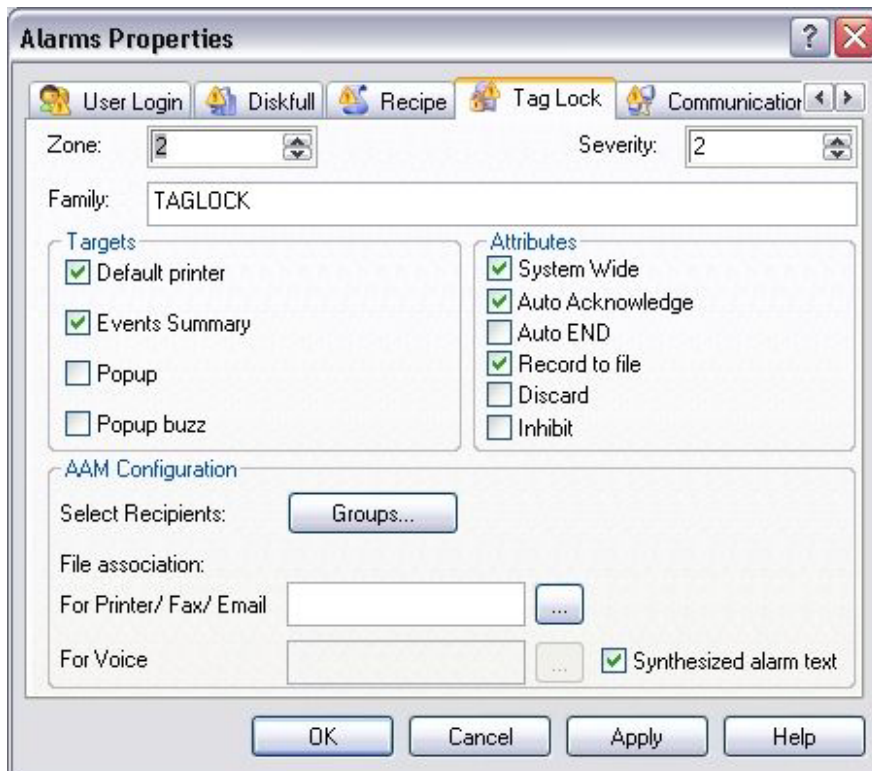 Alarms Properties
User Login Diskfull Recipe Tag Lock Communication
Zone: 2 Severity: 2
Family: TAGLOCK
Targets
Default printer
Events Summary
Popup
Popup buzz
Attributes
System Wide
Auto Acknowledge
Auto END
Record to file
Discard
Inhibit
AAM Configuration
Select Recipients: Groups...
File association:
For Printer/ Fax/ Email ...
For Voice ... Synthesized alarm text
OK Cancel Apply Help